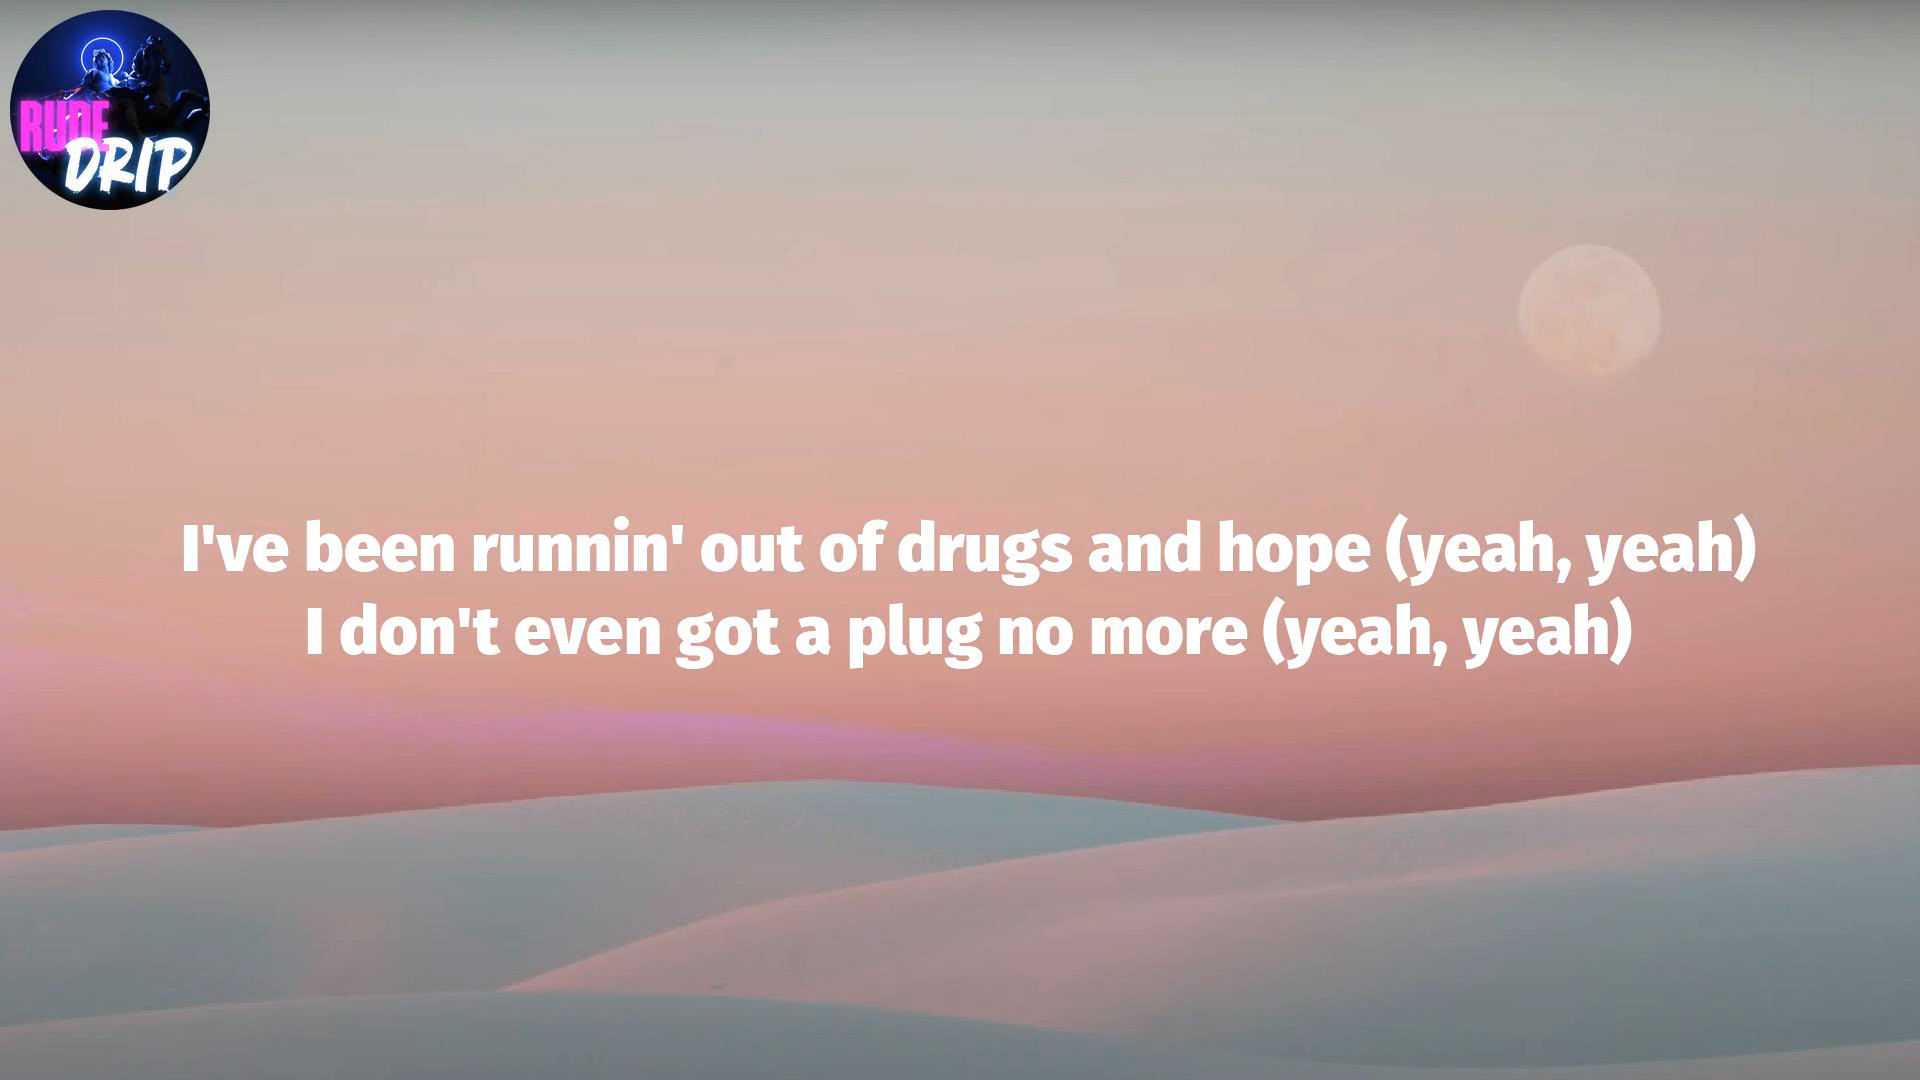 RUDE
DRIP
I've been runnin' out of drugs and hope (yeah, yeah)
I don't even got a plug no more (yeah, yeah)